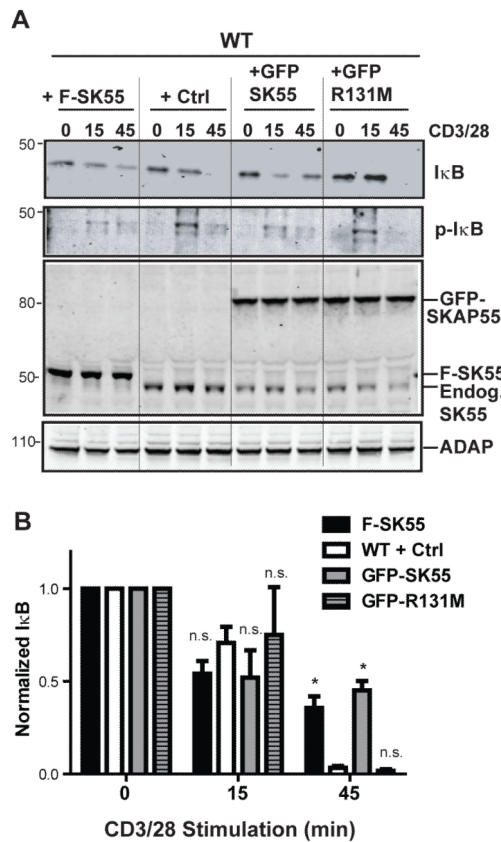 A
WT
+ F-SK55 + Ctrl +GFP SK55 +GFP R131M
0 15 45 0 15 45 0 15 45 0 15 45 CD3/28
50 IκB
50 p-IκB
80 GFP-SKAP55
50 F-SK55
Endog. SK55
110 ADAP
B
F-SK55
WT + Ctrl
GFP-SK55
GFP-R131M
Normalized IκB
1.0
0.5
0.0
n.s. n.s. n.s. * * n.s.
0 15 45
CD3/28 Stimulation (min)